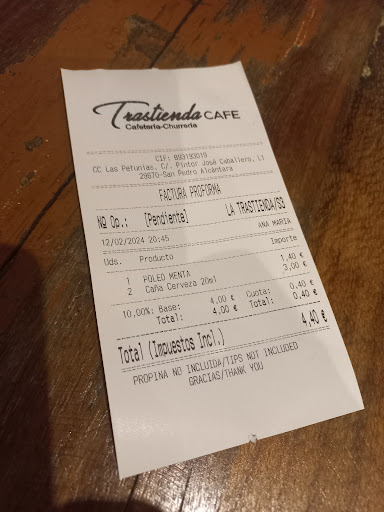 Trastienda CAFE
Cafetería-Churrería
CIF: B93193019
CC Las Petunias, C/. Pintor José Caballero, L1
29670-San Pedro Alcántara
FACTURA PROFORMA
Nº Op.: [Pendiente] LA TRASTIENDA/SS
12/02/2024 20:45 ANA MARIA
Uds. Producto Importe
1 POLEO MENTA 1,40 €
2 Caña Cerveza 20ml 3,00 €
10,00%: Base: 4,00 € Cuota: 0,40 €
Total: 4,00 € Total: 0,40 €
Total (Impuestos Incl.) 4,40 €
PROPINA NO INCLUIDA/TIPS NOT INCLUDED
GRACIAS/THANK YOU